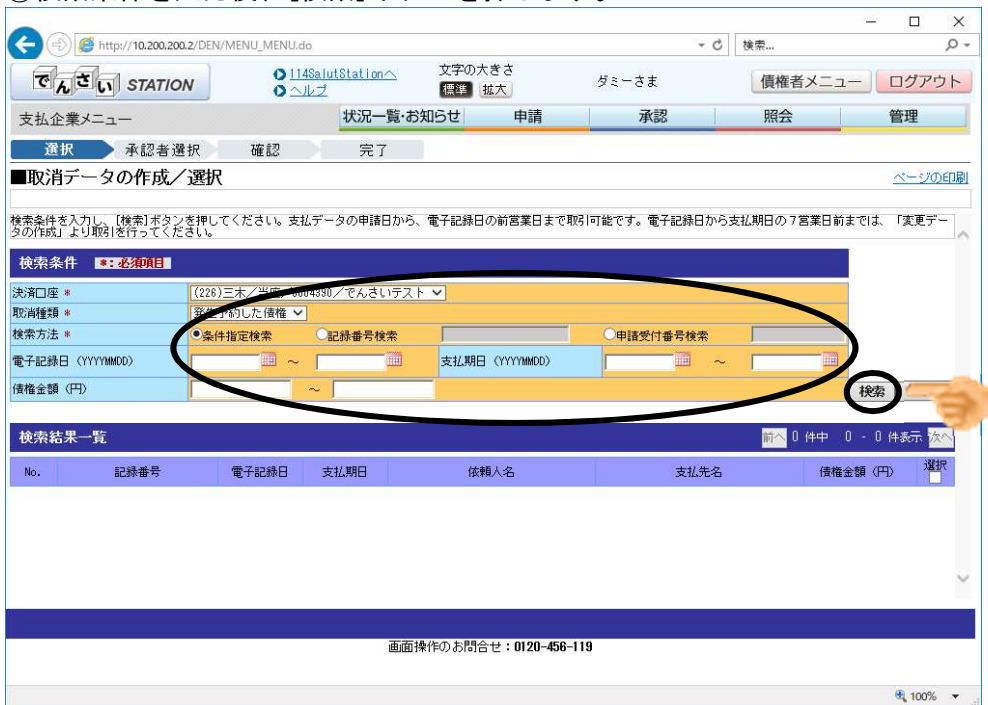 http://10.200.200.2/DEN/MENU_MENU.do
検索...
でんさい STATION
114SalutStationへ
ヘルプ
文字の大きさ
標準 拡大
ダミーさま
債権者メニュー
ログアウト
支払企業メニュー
状況一覧・お知らせ 申請 承認 照会 管理
選択 承認者選択 確認 完了
■取消データの作成／選択
ページの印刷
検索条件を入力し、[検索]ボタンを押してください。支払データの申請日から、電子記録日の前営業日まで取引可能です。電子記録日から支払期日の7営業日前までは、「変更デー
タの作成」より取引を行ってください。
検索条件 *：必須項目
決済口座 * (226)三木／当座／ でんさいテスト
取消種類 * 発生予約した債権
検索方法 * 条件指定検索 記録番号検索 申請受付番号検索
電子記録日 (YYYYMMDD) ～ 支払期日 (YYYYMMDD) ～
債権金額 (円) ～
検索
検索結果一覧 前へ 0 件中 0 - 0 件表示 次へ
No. 記録番号 電子記録日 支払期日 依頼人名 支払先名 債権金額 (円) 選択
画面操作のお問合せ：0120-456-119
100%